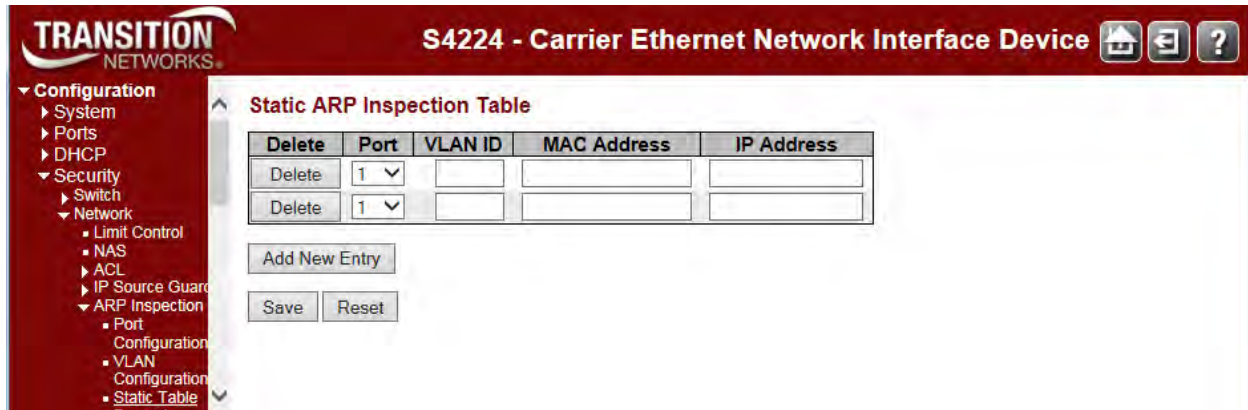 TRANSITION
NETWORKS®
S4224 - Carrier Ethernet Network Interface Device
?
Configuration
System
Ports
DHCP
Security
Switch
Network
Limit Control
NAS
ACL
IP Source Guard
ARP Inspection
Port
Configuration
VLAN
Configuration
Static Table
Static ARP Inspection Table
Delete Port VLAN ID MAC Address IP Address
Delete 1
Delete 1
Add New Entry
Save Reset